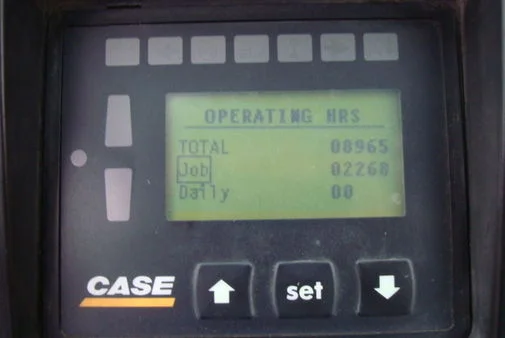 OPERATING HRS
TOTAL 08965
Job 02268
Daily 00
CASE
set